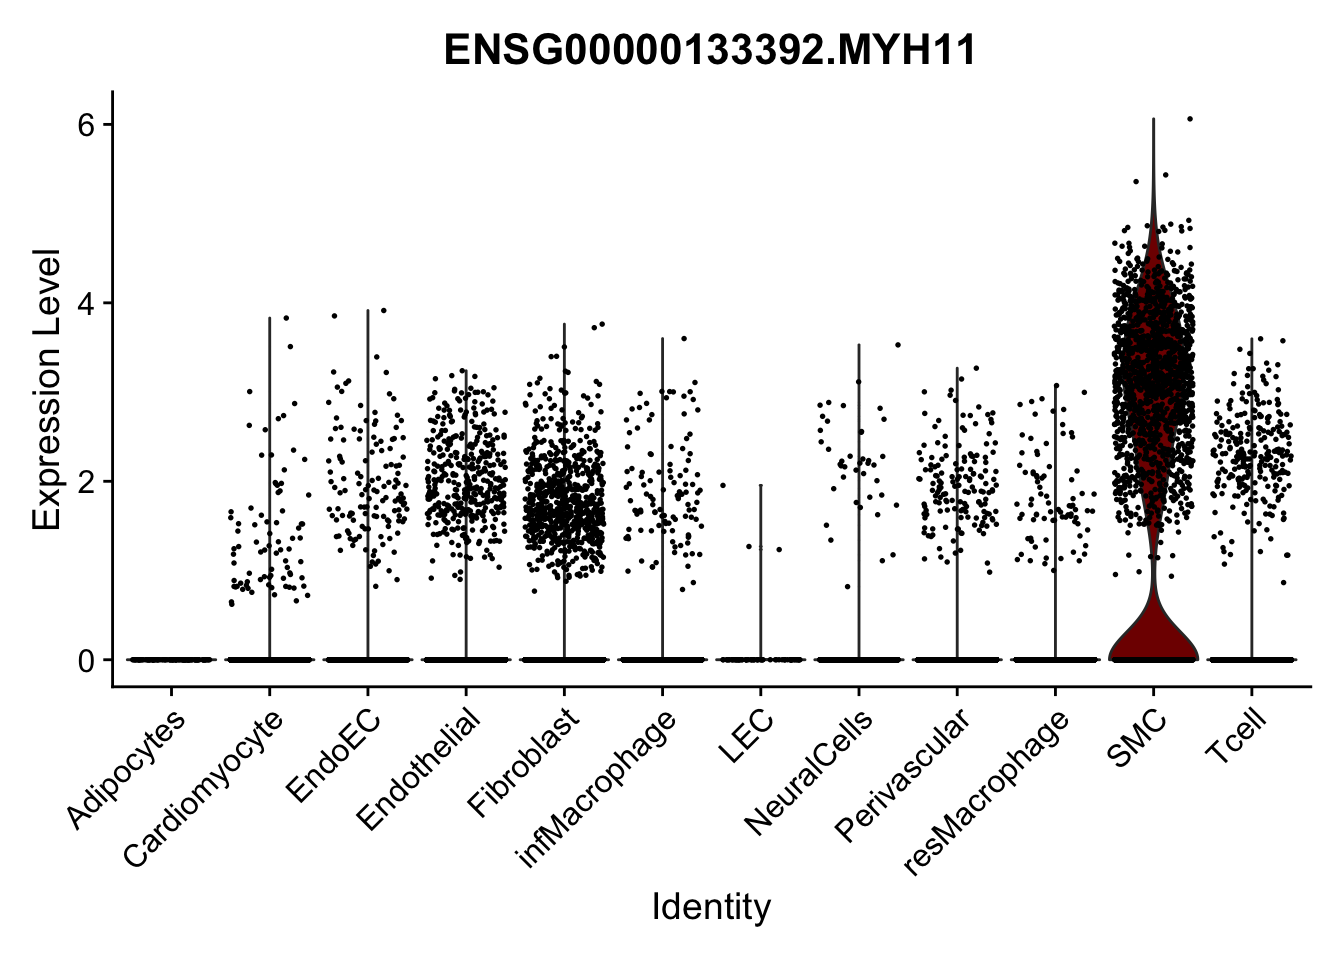 ENSG00000133392.MYH11
Expression Level
6
4
2
0
Adipocytes
Cardiomyocyte
EndoEC
Endothelial
Fibroblast
infMacrophage
LEC
NeuralCells
Perivascular
resMacrophage
SMC
Tcell
Identity